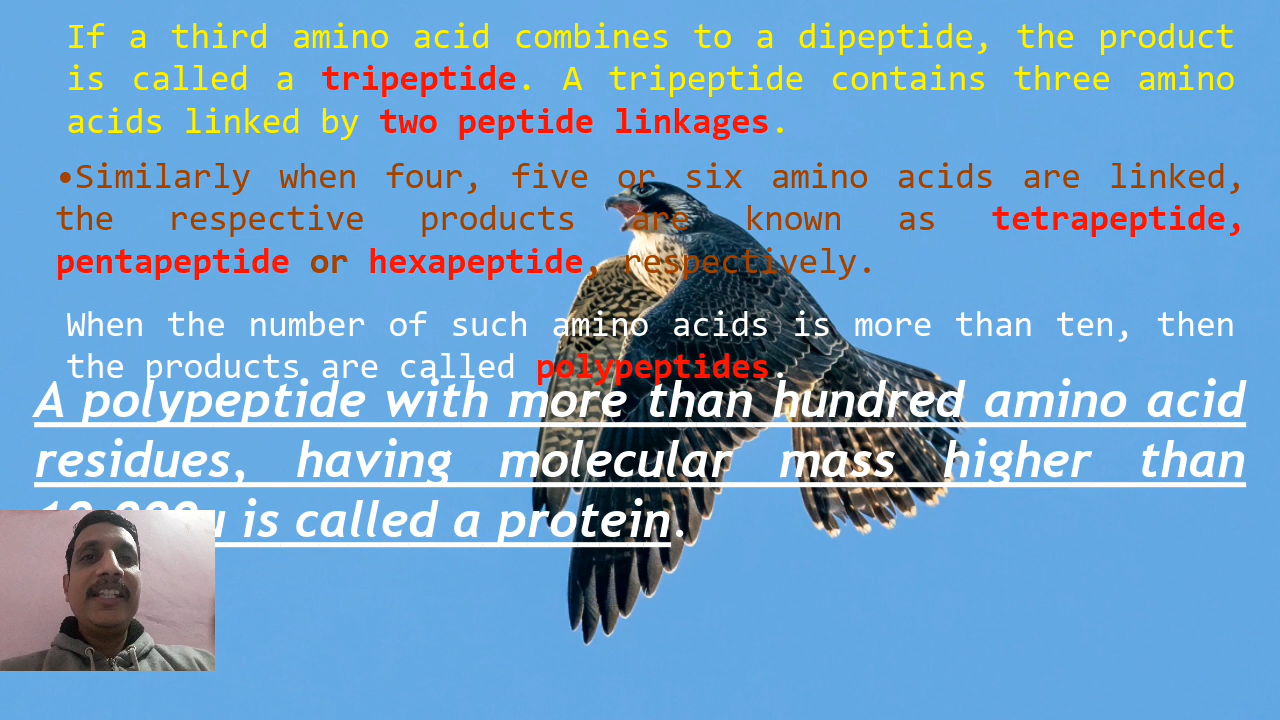 If a third amino acid combines to a dipeptide, the product
is called a tripeptide. A tripeptide contains three amino
acids linked by two peptide linkages.
•Similarly when four, five or six amino acids are linked,
the respective products are known as tetrapeptide,
pentapeptide or hexapeptide, respectively.
When the number of such amino acids is more than ten, then
the products are called polypeptides.
A polypeptide with more than hundred amino acid
residues, having molecular mass higher than
is called a protein.